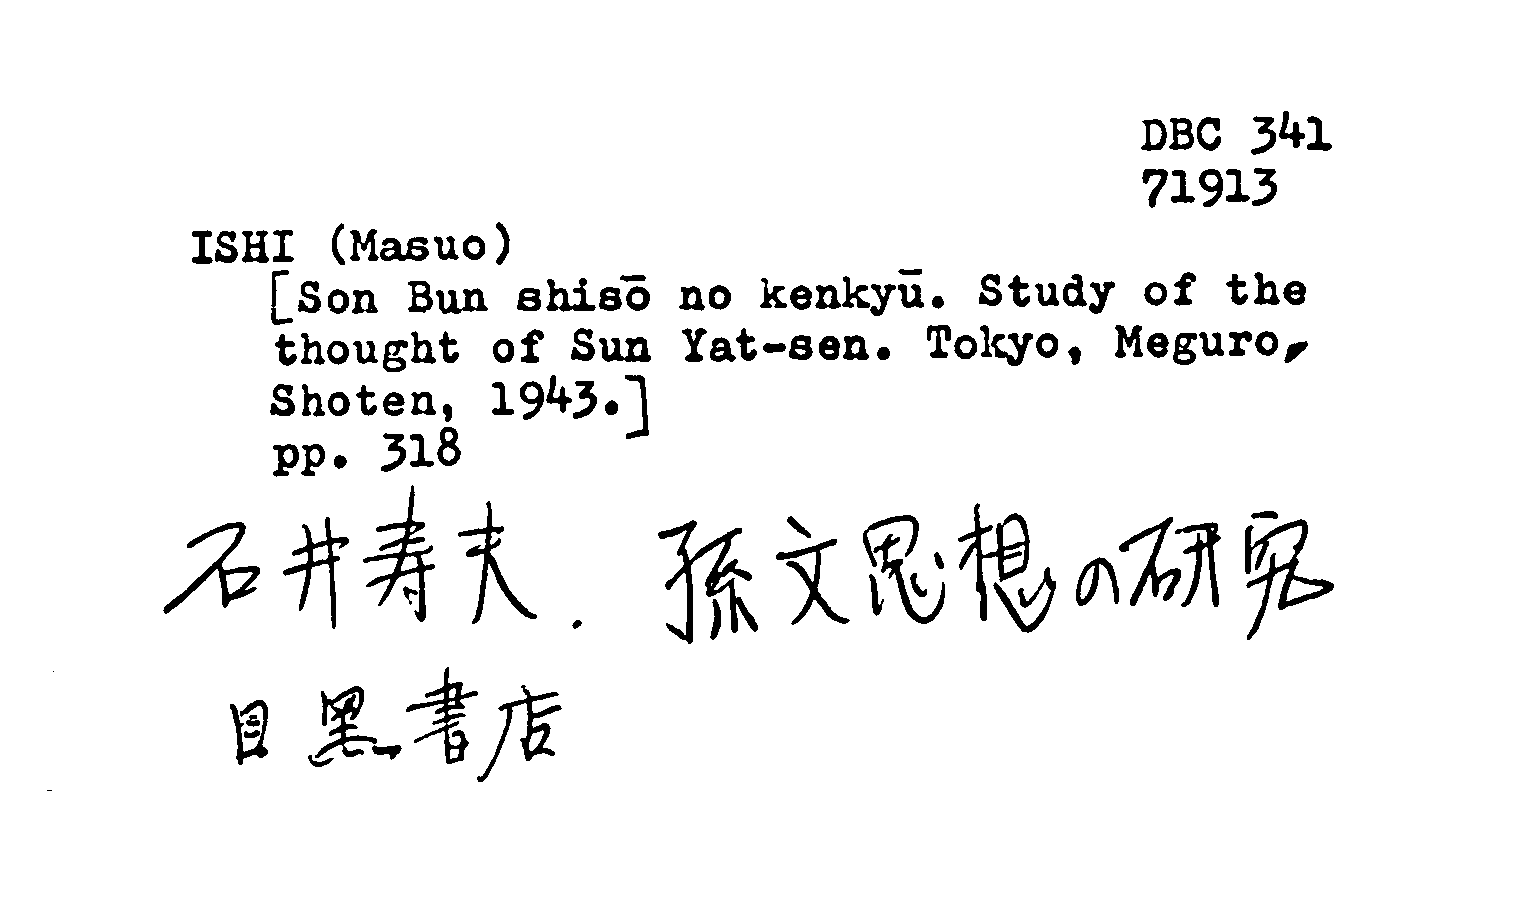 DBC 341
71913
ISHI (Masuo)
[Son Bun shisō no kenkyū. Study of the
thought of Sun Yat-sen. Tokyo, Meguro,
Shoten, 1943.]
pp. 318
石井寿夫. 孫文思想の研究
目黒書店